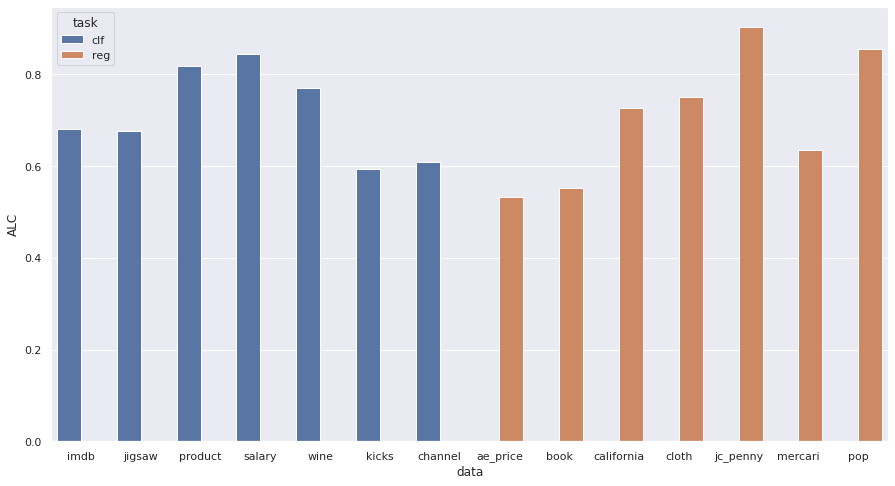 task
clf
reg
ALC
0.8
0.6
0.4
0.2
0.0
imdb jigsaw product salary wine kicks channel ae_price book california cloth jc_penny mercari pop
data